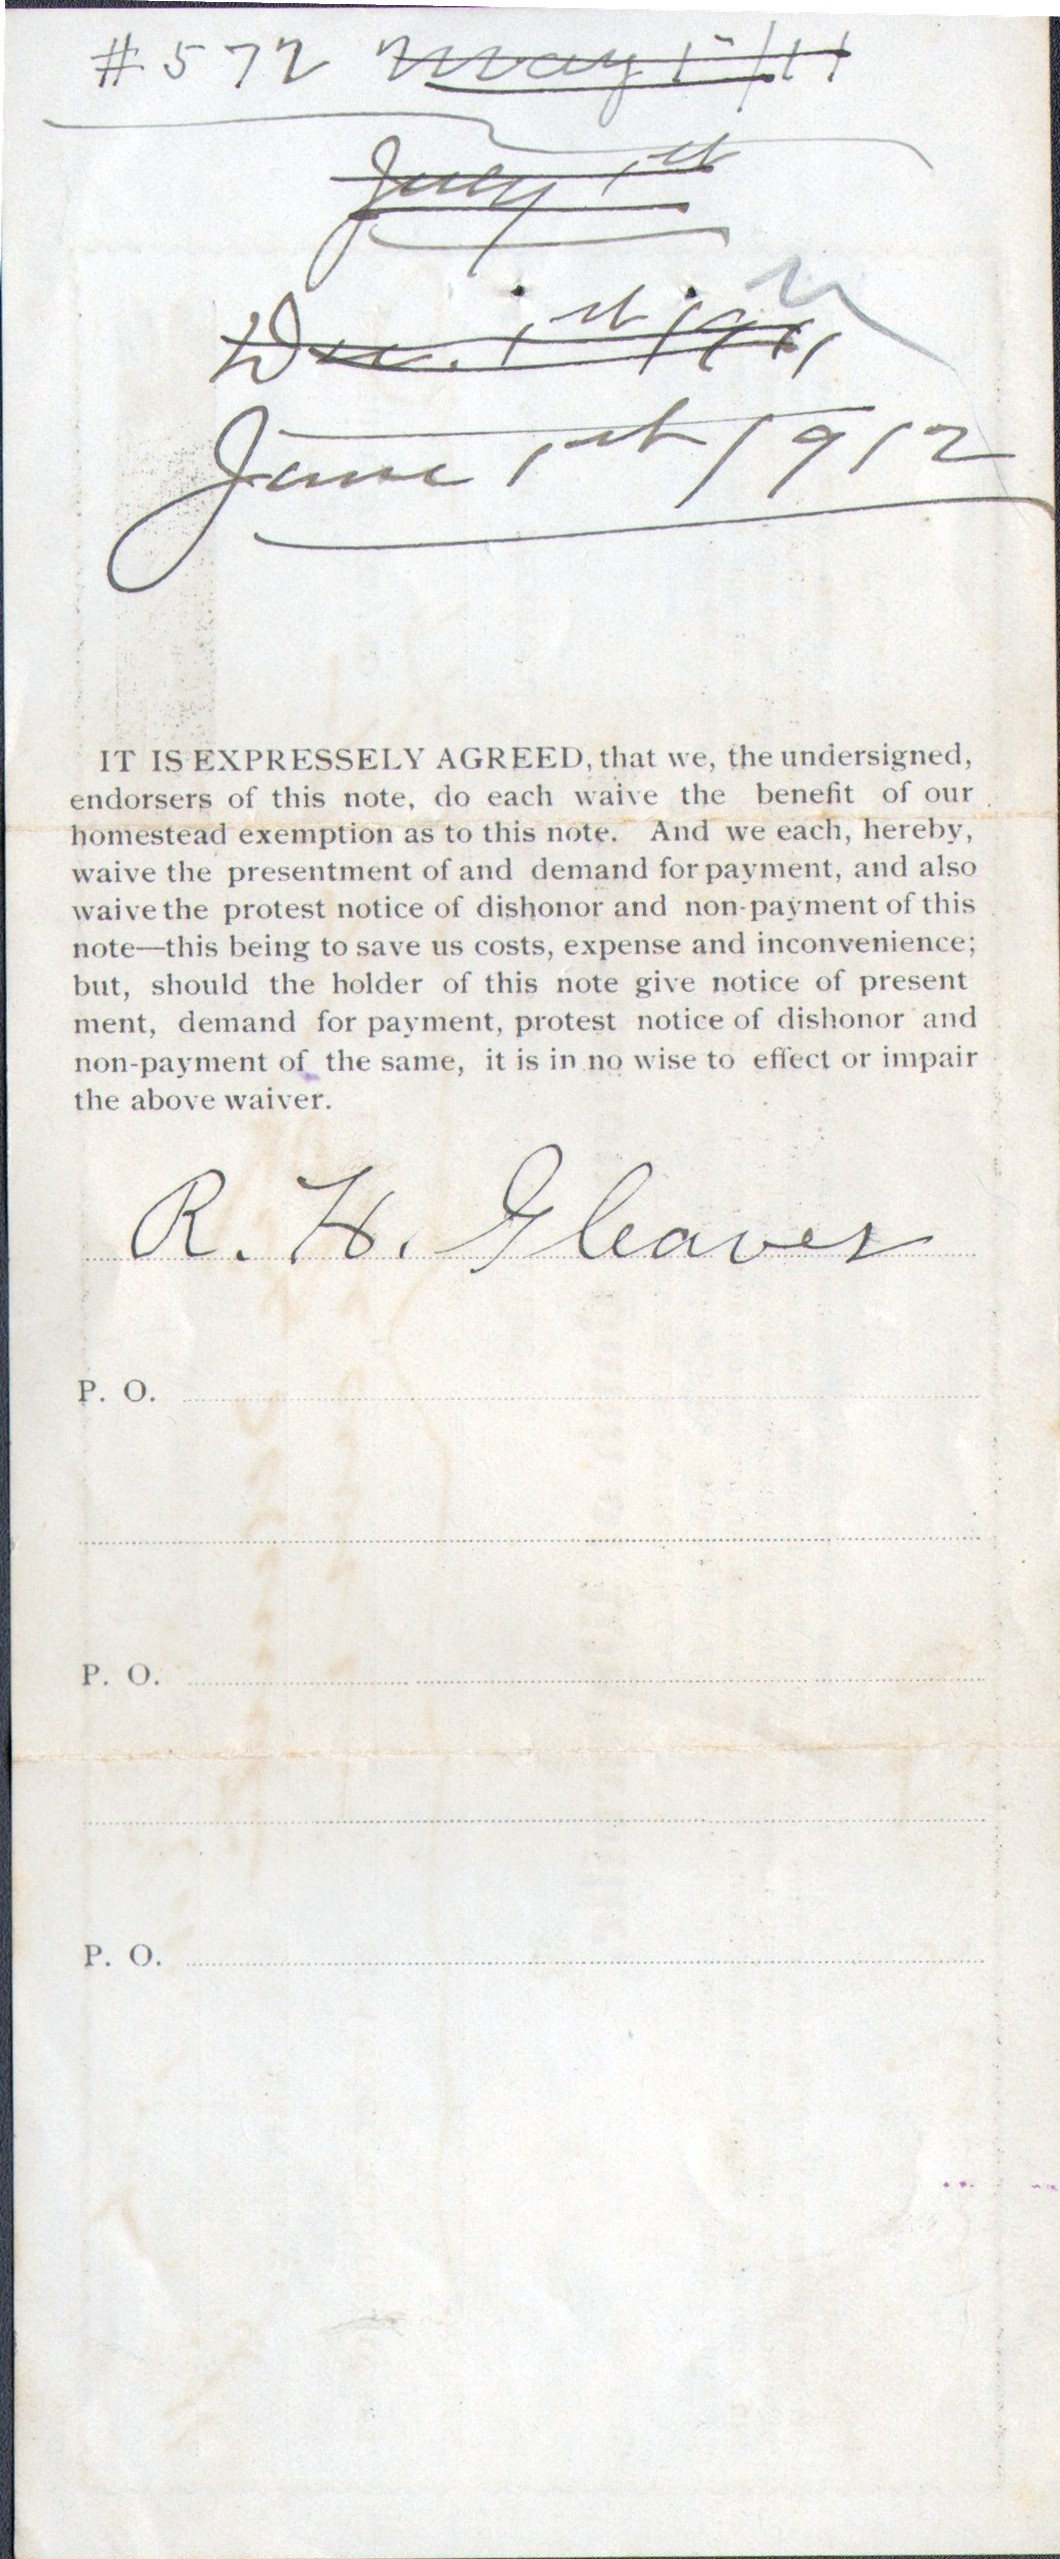 #572 May 1/11
July 1st
Dec. 1st 1911
June 1st 1912
IT IS EXPRESSELY AGREED, that we, the undersigned,
endorsers of this note, do each waive the benefit of our
homestead exemption as to this note. And we each, hereby,
waive the presentment of and demand for payment, and also
waive the protest notice of dishonor and non-payment of this
note—this being to save us costs, expense and inconvenience;
but, should the holder of this note give notice of present
ment, demand for payment, protest notice of dishonor and
non-payment of the same, it is in no wise to effect or impair
the above waiver.
R. H. Gleaves
P. O.
P. O.
P. O.